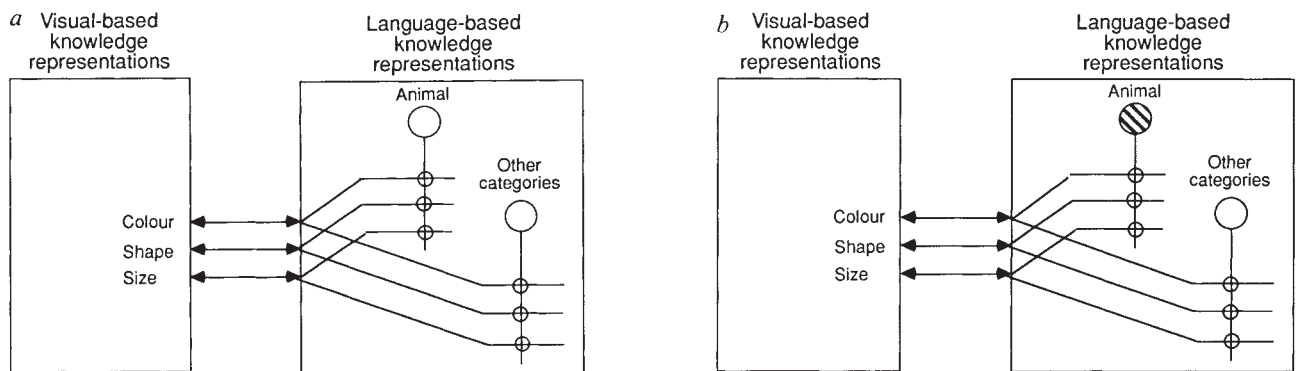 a
Visual-based
knowledge
representations
Language-based
knowledge
representations
Animal
Other
categories
Colour
Shape
Size
b
Visual-based
knowledge
representations
Language-based
knowledge
representations
Animal
Other
categories
Colour
Shape
Size